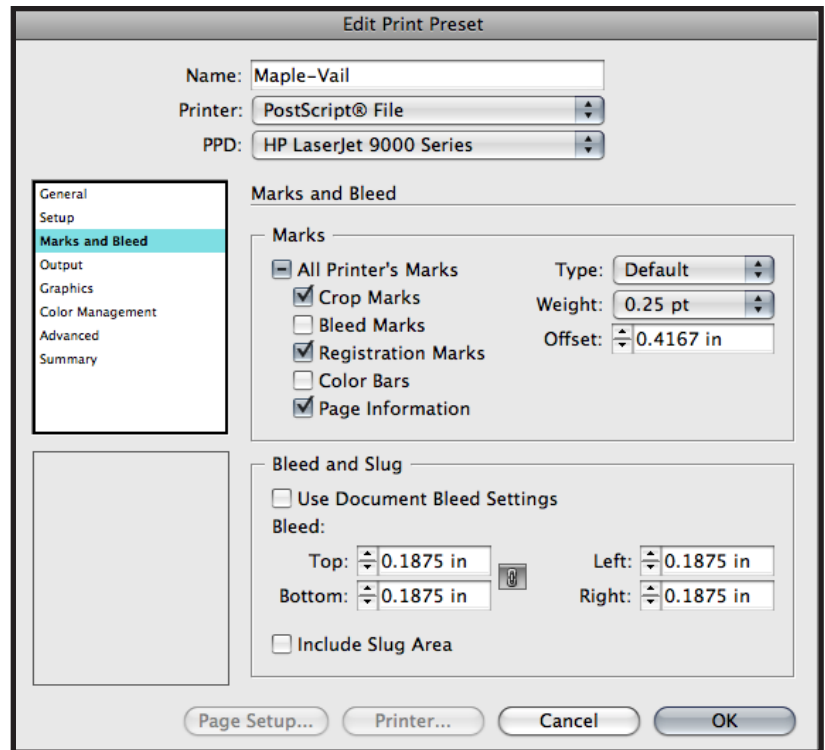 Edit Print Preset
Name: Maple-Vail
Printer: PostScript® File
PPD: HP LaserJet 9000 Series
General
Setup
Marks and Bleed
Output
Graphics
Color Management
Advanced
Summary
Marks and Bleed
Marks
All Printer's Marks
Crop Marks
Bleed Marks
Registration Marks
Color Bars
Page Information
Type: Default
Weight: 0.25 pt
Offset: 0.4167 in
Bleed and Slug
Use Document Bleed Settings
Bleed:
Top: 0.1875 in
Bottom: 0.1875 in
Left: 0.1875 in
Right: 0.1875 in
Include Slug Area
Page Setup...
Printer...
Cancel
OK